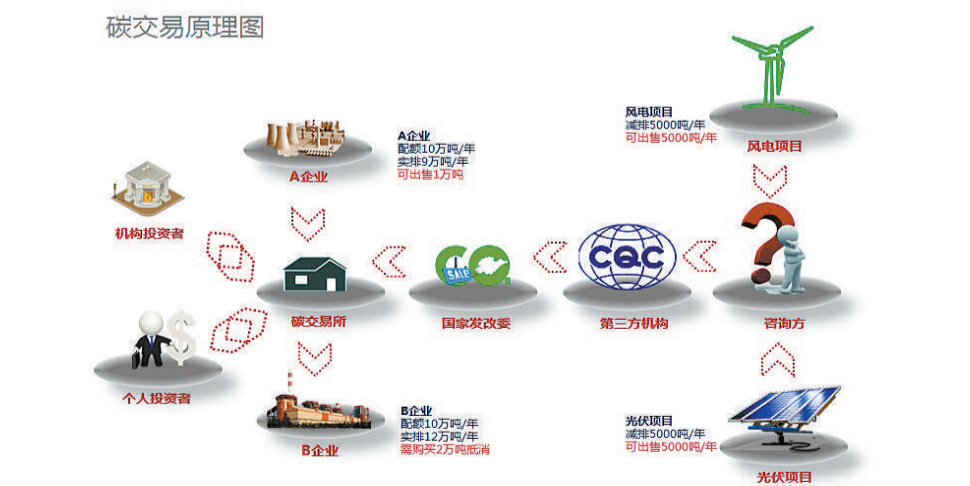 碳交易原理图
风电项目
减排5000吨/年
可出售5000吨/年
风电项目
A企业
配额10万吨/年
实排9万吨/年
可出售1万吨
A企业
机构投资者
SALE
CQC
碳交易所
国家发改委
第三方机构
咨询方
个人投资者
B企业
配额10万吨/年
实排12万吨/年
需购买2万吨抵消
B企业
光伏项目
减排5000吨/年
可出售5000吨/年
光伏项目